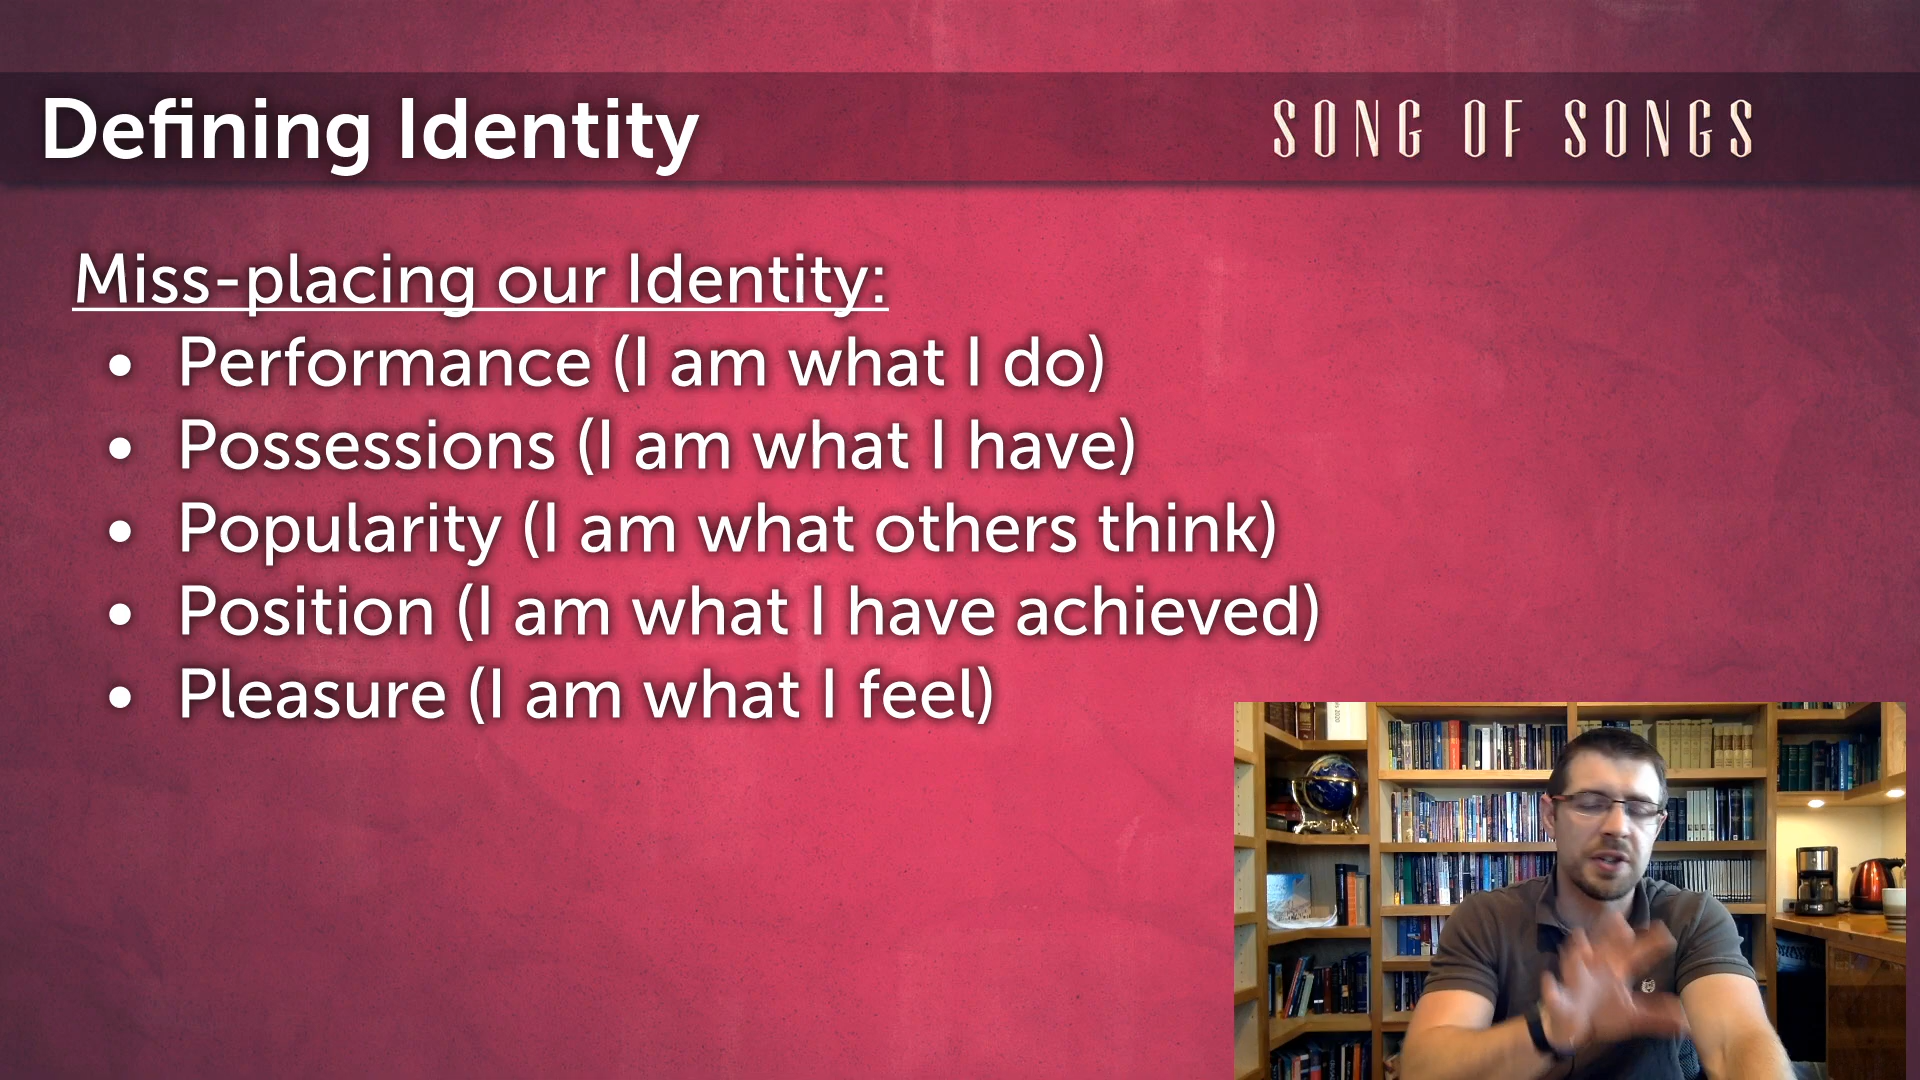 Defining Identity
SONG OF SONGS
Miss-placing our Identity:
• Performance (I am what I do)
• Possessions (I am what I have)
• Popularity (I am what others think)
• Position (I am what I have achieved)
• Pleasure (I am what I feel)